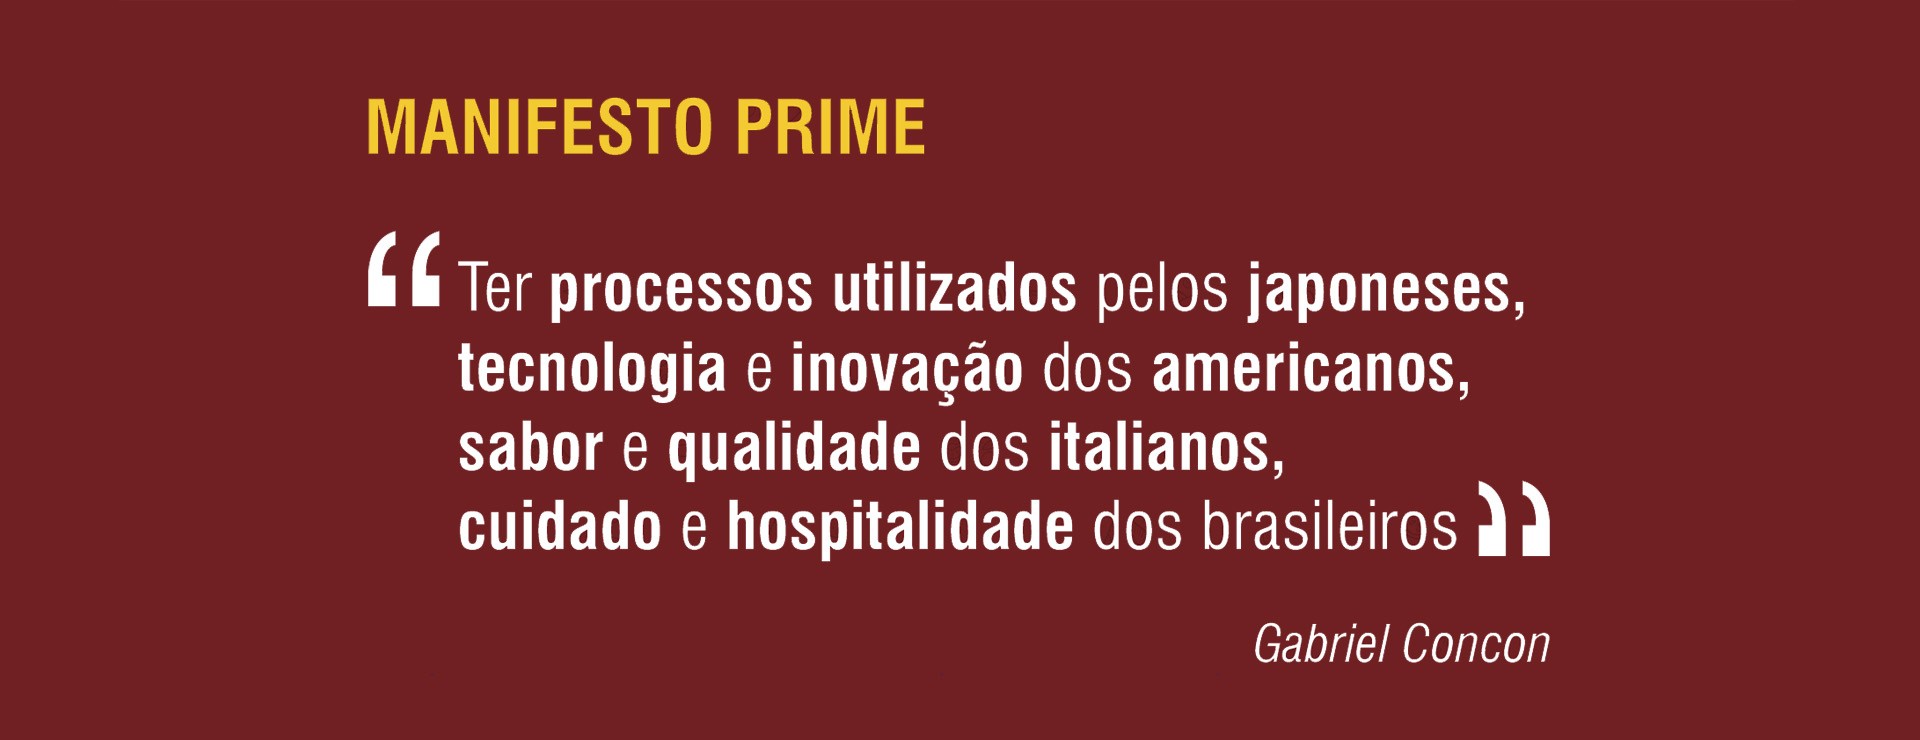 MANIFESTO PRIME
“Ter processos utilizados pelos japoneses,
tecnologia e inovação dos americanos,
sabor e qualidade dos italianos,
cuidado e hospitalidade dos brasileiros”
Gabriel Concon